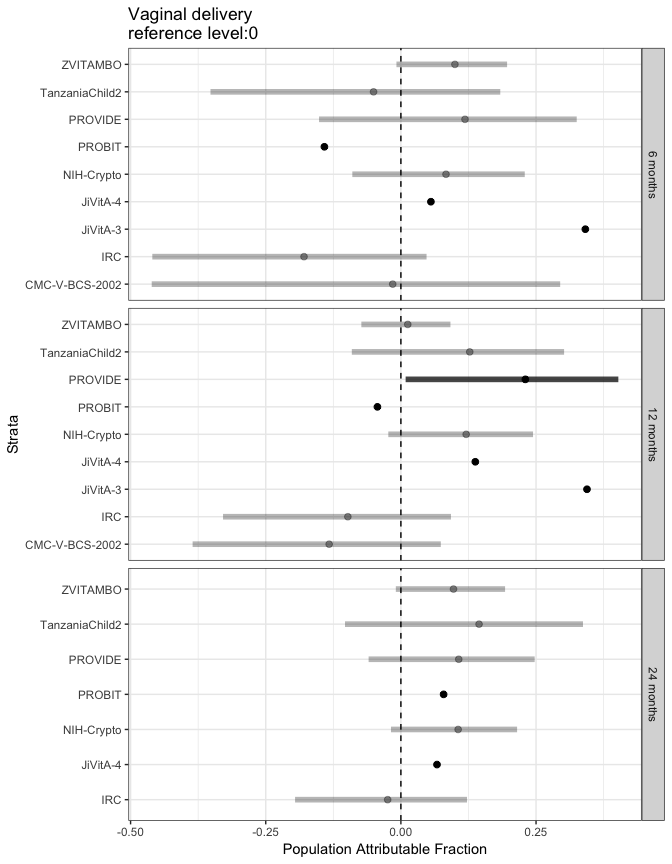 Vaginal delivery
reference level:0
Strata
ZVITAMBO
TanzaniaChild2
PROVIDE
PROBIT
NIH-Crypto
JiVitA-4
JiVitA-3
IRC
CMC-V-BCS-2002
6 months
ZVITAMBO
TanzaniaChild2
PROVIDE
PROBIT
NIH-Crypto
JiVitA-4
JiVitA-3
IRC
CMC-V-BCS-2002
12 months
ZVITAMBO
TanzaniaChild2
PROVIDE
PROBIT
NIH-Crypto
JiVitA-4
IRC
24 months
-0.50 -0.25 0.00 0.25
Population Attributable Fraction